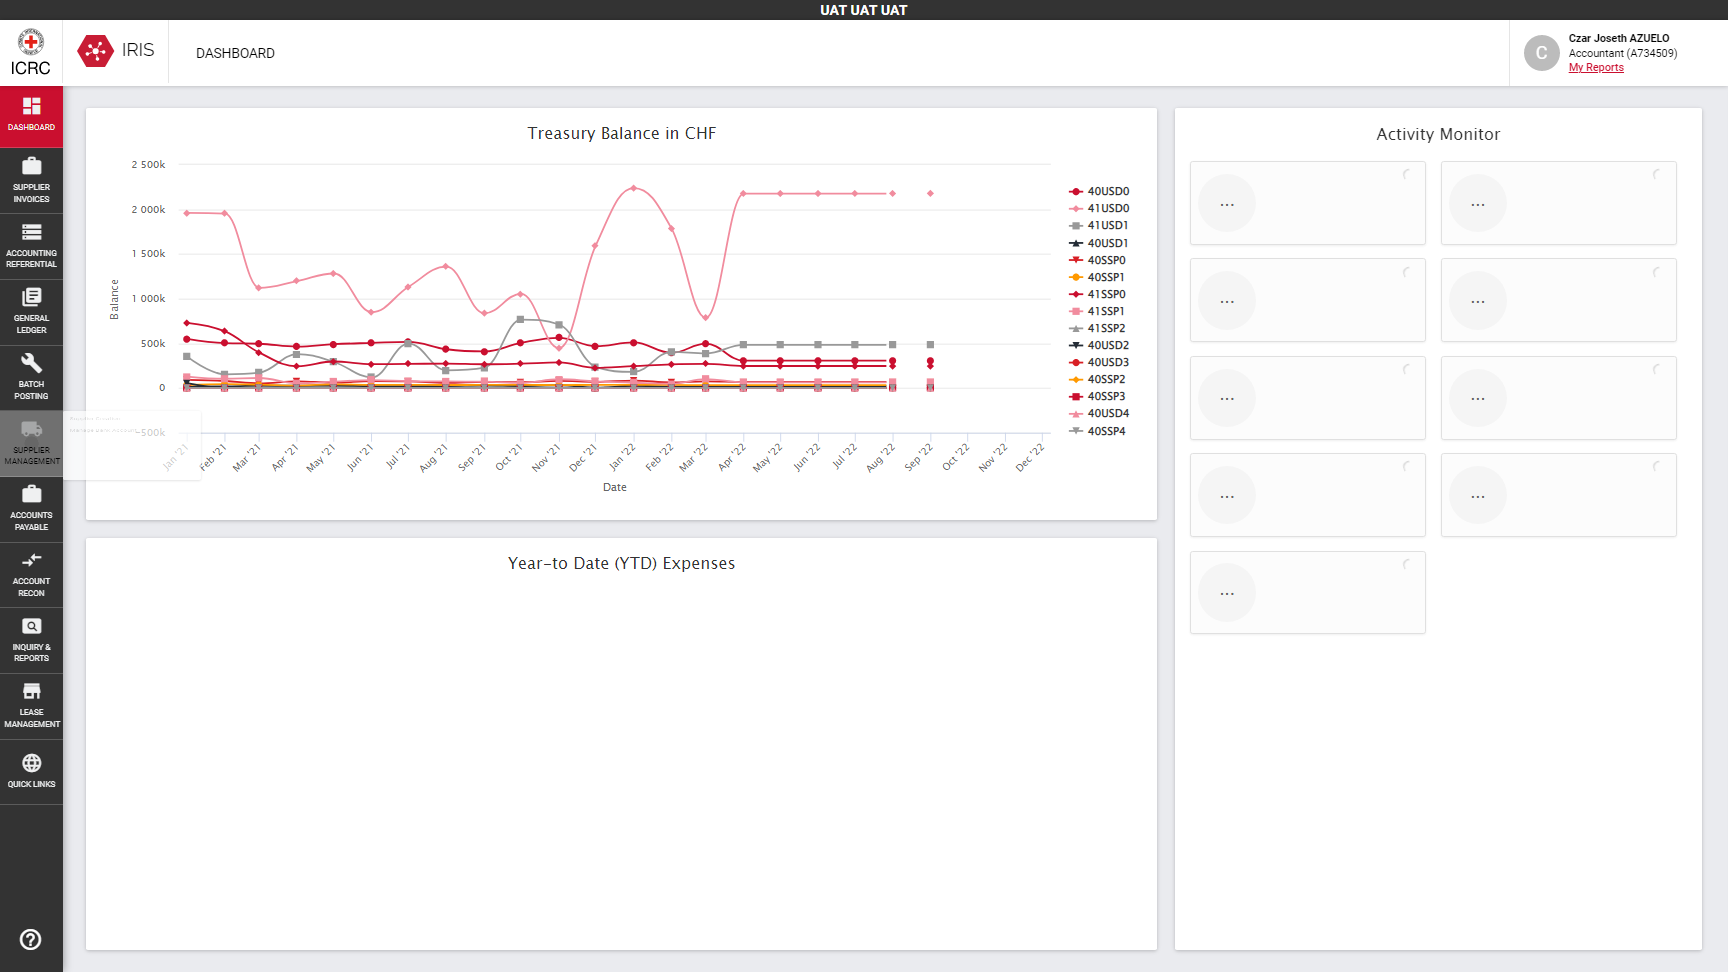 UAT UAT UAT
ICRC
IRIS
DASHBOARD
Czar Joseth AZUELO
Accountant (A734509)
My Reports
DASHBOARD
SUPPLIER
INVOICES
ACCOUNTING
REFERENTIAL
GENERAL
LEDGER
BATCH
POSTING
SUPPLIER
MANAGEMENT
ACCOUNTS
PAYABLE
ACCOUNT
RECON
INQUIRY &
REPORTS
LEASE
MANAGEMENT
QUICK LINKS
Treasury Balance in CHF
2 500k
2 000k
1 500k
1 000k
500k
0
-500k
Balance
Jan '21
Feb '21
Mar '21
Apr '21
May '21
Jun '21
Jul '21
Aug '21
Sep '21
Oct '21
Nov '21
Dec '21
Jan '22
Feb '22
Mar '22
Apr '22
May '22
Jun '22
Jul '22
Aug '22
Sep '22
Oct '22
Nov '22
Dec '22
Date
40USD0
41USD0
41USD1
40USD1
40SSP0
40SSP1
41SSP0
41SSP1
41SSP2
40USD2
40USD3
40SSP2
40SSP3
40USD4
40SSP4
Year-to Date (YTD) Expenses
Activity Monitor
...
...
...
...
...
...
...
...
...